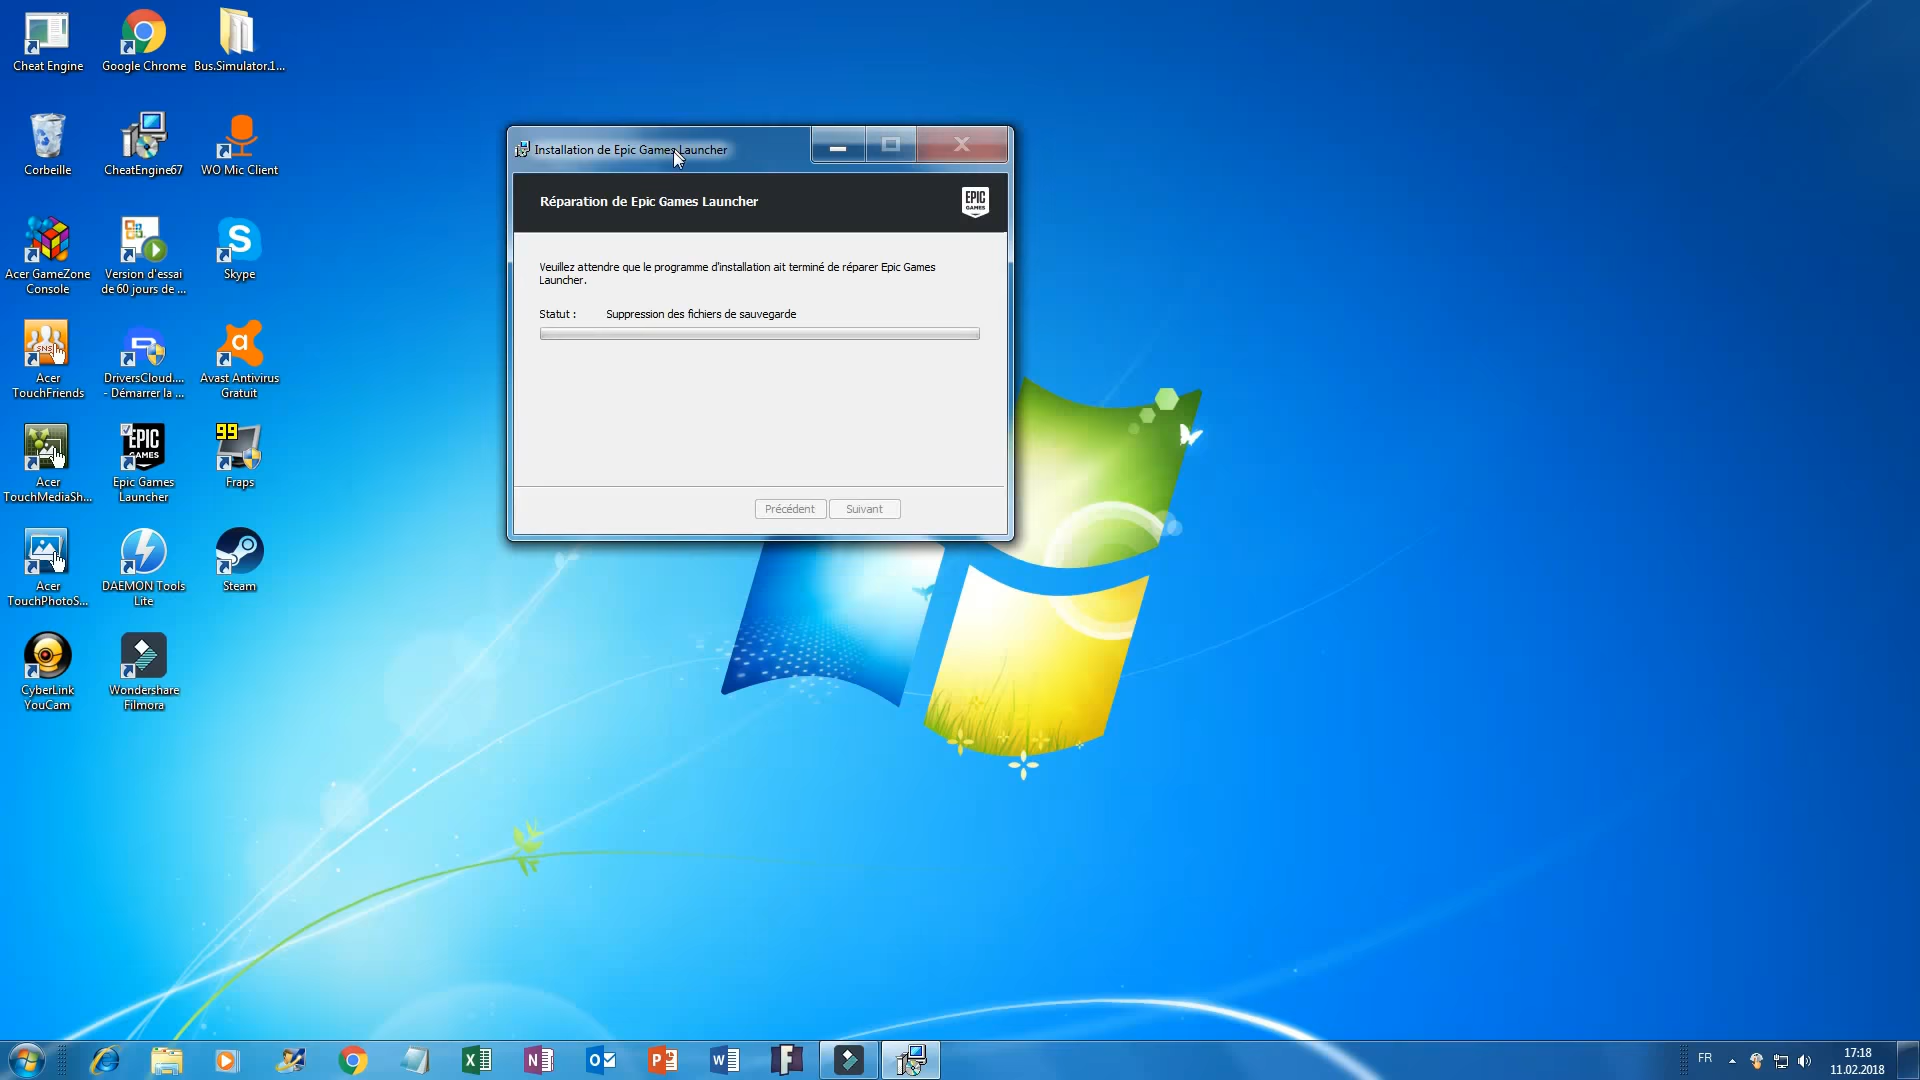 Cheat Engine
Google Chrome
Bus.Simulator.1...
Corbeille
CheatEngine67
WO Mic Client
Acer GameZone
Console
Version d'essai
de 60 jours de ...
Skype
SNS
Acer
TouchFriends
DriversCloud....
- Démarrer la ...
a
Avast Antivirus
Gratuit
Acer
TouchMediaSh...
EPIC
GAMES
Epic Games
Launcher
99
Fraps
Acer
TouchPhotoS...
DAEMON Tools
Lite
Steam
CyberLink
YouCam
Wondershare
Filmora
Installation de Epic Games Launcher
Réparation de Epic Games Launcher
EPIC
GAMES
Veuillez attendre que le programme d'installation ait terminé de réparer Epic Games
Launcher.
Statut : Suppression des fichiers de sauvegarde
Précédent
Suivant
FR
17:18
11.02.2018